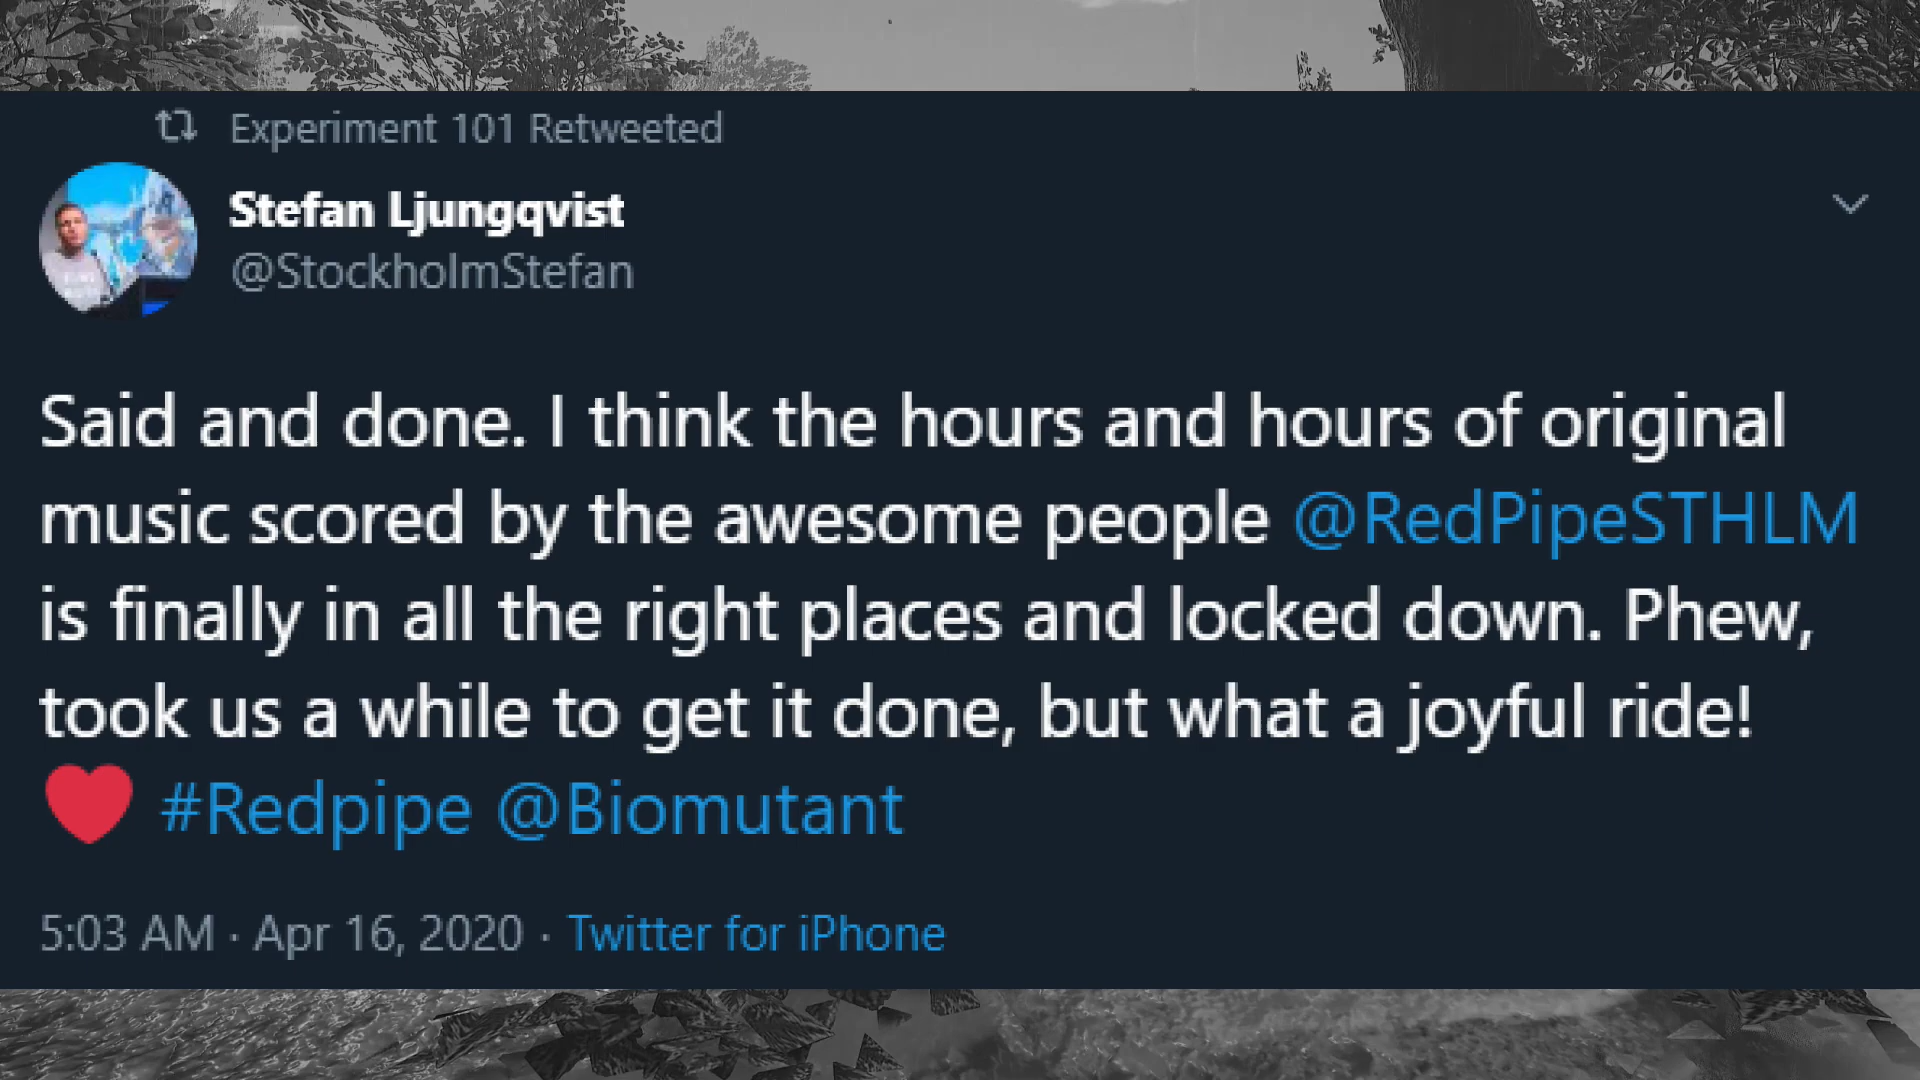 Experiment 101 Retweeted
Stefan Ljungqvist
@StockholmStefan
Said and done. I think the hours and hours of original
music scored by the awesome people @RedPipeSTHLM
is finally in all the right places and locked down. Phew,
took us a while to get it done, but what a joyful ride!
❤ #Redpipe @Biomutant
5:03 AM · Apr 16, 2020 · Twitter for iPhone